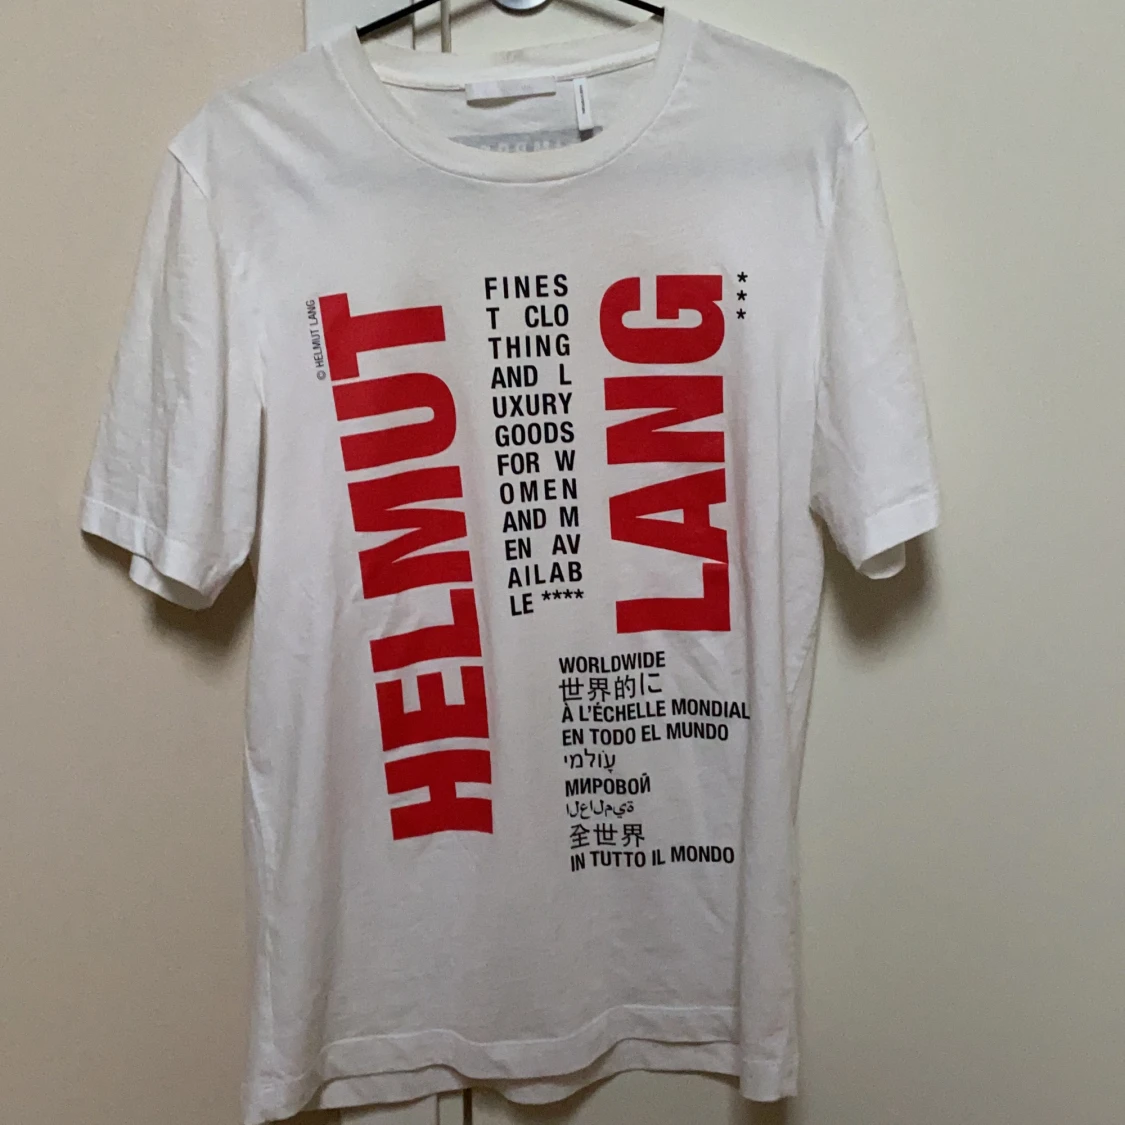 © HELMUT LANG
HELMUT
FINES
T CLO
THING
AND L
UXURY
GOODS
FOR W
OMEN
AND M
EN AV
AILAB
LE ****
LANG
***
WORLDWIDE
世界的に
À L'ÉCHELLE MONDIAL
EN TODO EL MUNDO
עולמי
МИРОВОЙ
ةيملاعلا
全世界
IN TUTTO IL MONDO